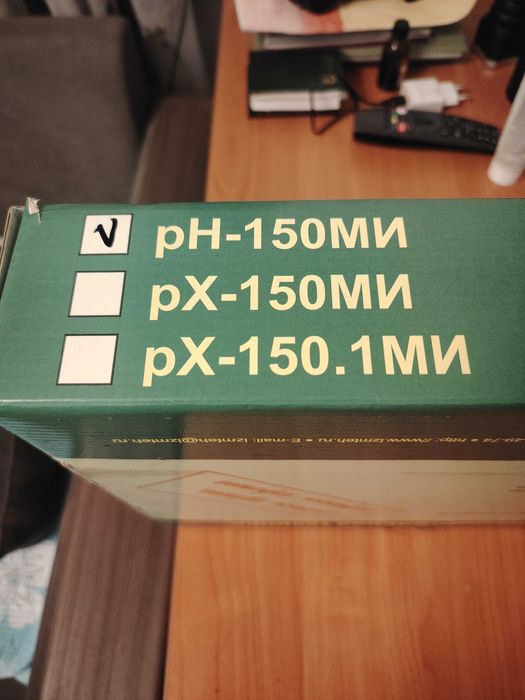 √
pH-150МИ
pX-150МИ
pX-150.1МИ
http://www.izmteh.ru • E-mail: izmteh@izmteh.ru